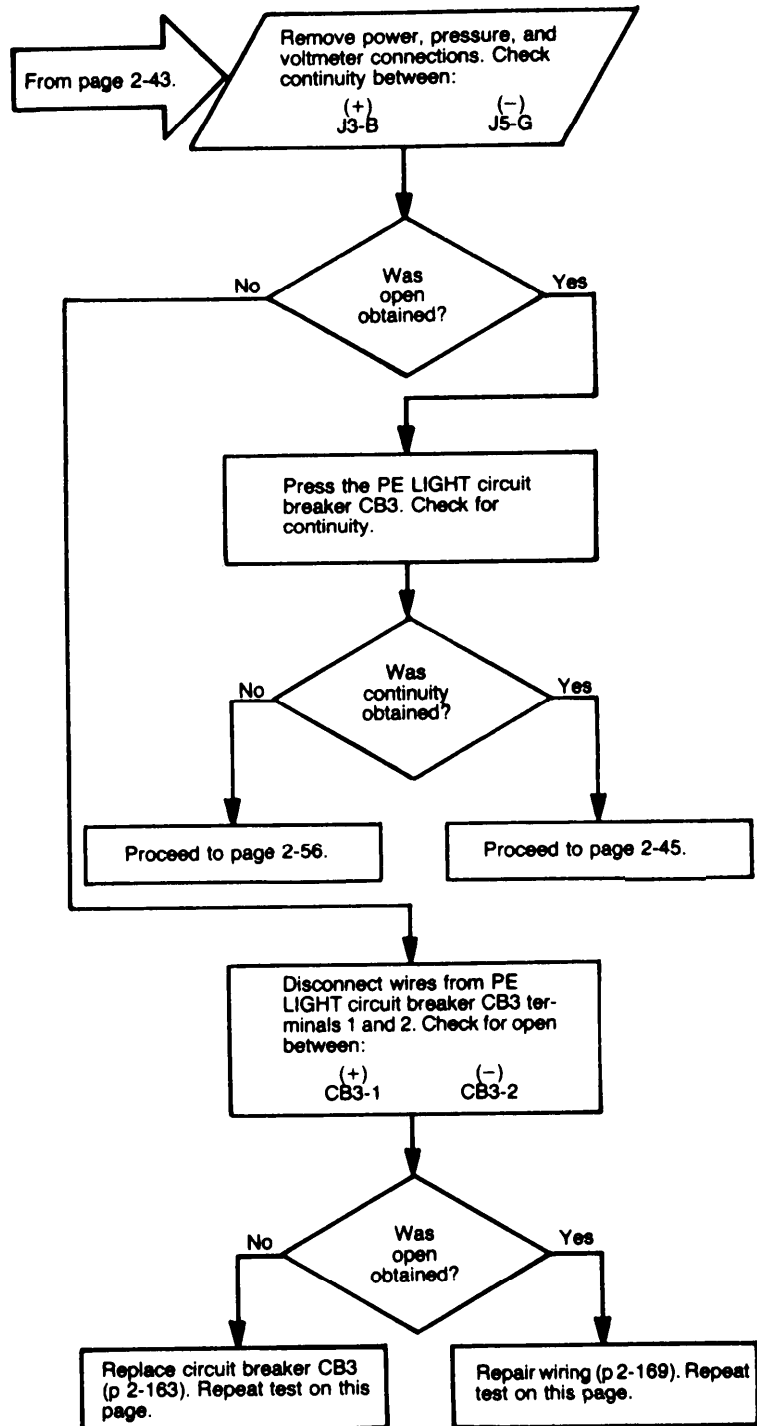 From page 2-43.
Remove power, pressure, and
voltmeter connections. Check
continuity between:
(+) (−)
J3-B J5-G
Was
open
obtained?
No
Yes
Press the PE LIGHT circuit
breaker CB3. Check for
continuity.
Was
continuity
obtained?
No
Yes
Proceed to page 2-56.
Proceed to page 2-45.
Disconnect wires from PE
LIGHT circuit breaker CB3 ter-
minals 1 and 2. Check for open
between:
(+) (−)
CB3-1 CB3-2
Was
open
obtained?
No
Yes
Replace circuit breaker CB3
(p 2-163). Repeat test on this
page.
Repair wiring (p 2-169). Repeat
test on this page.